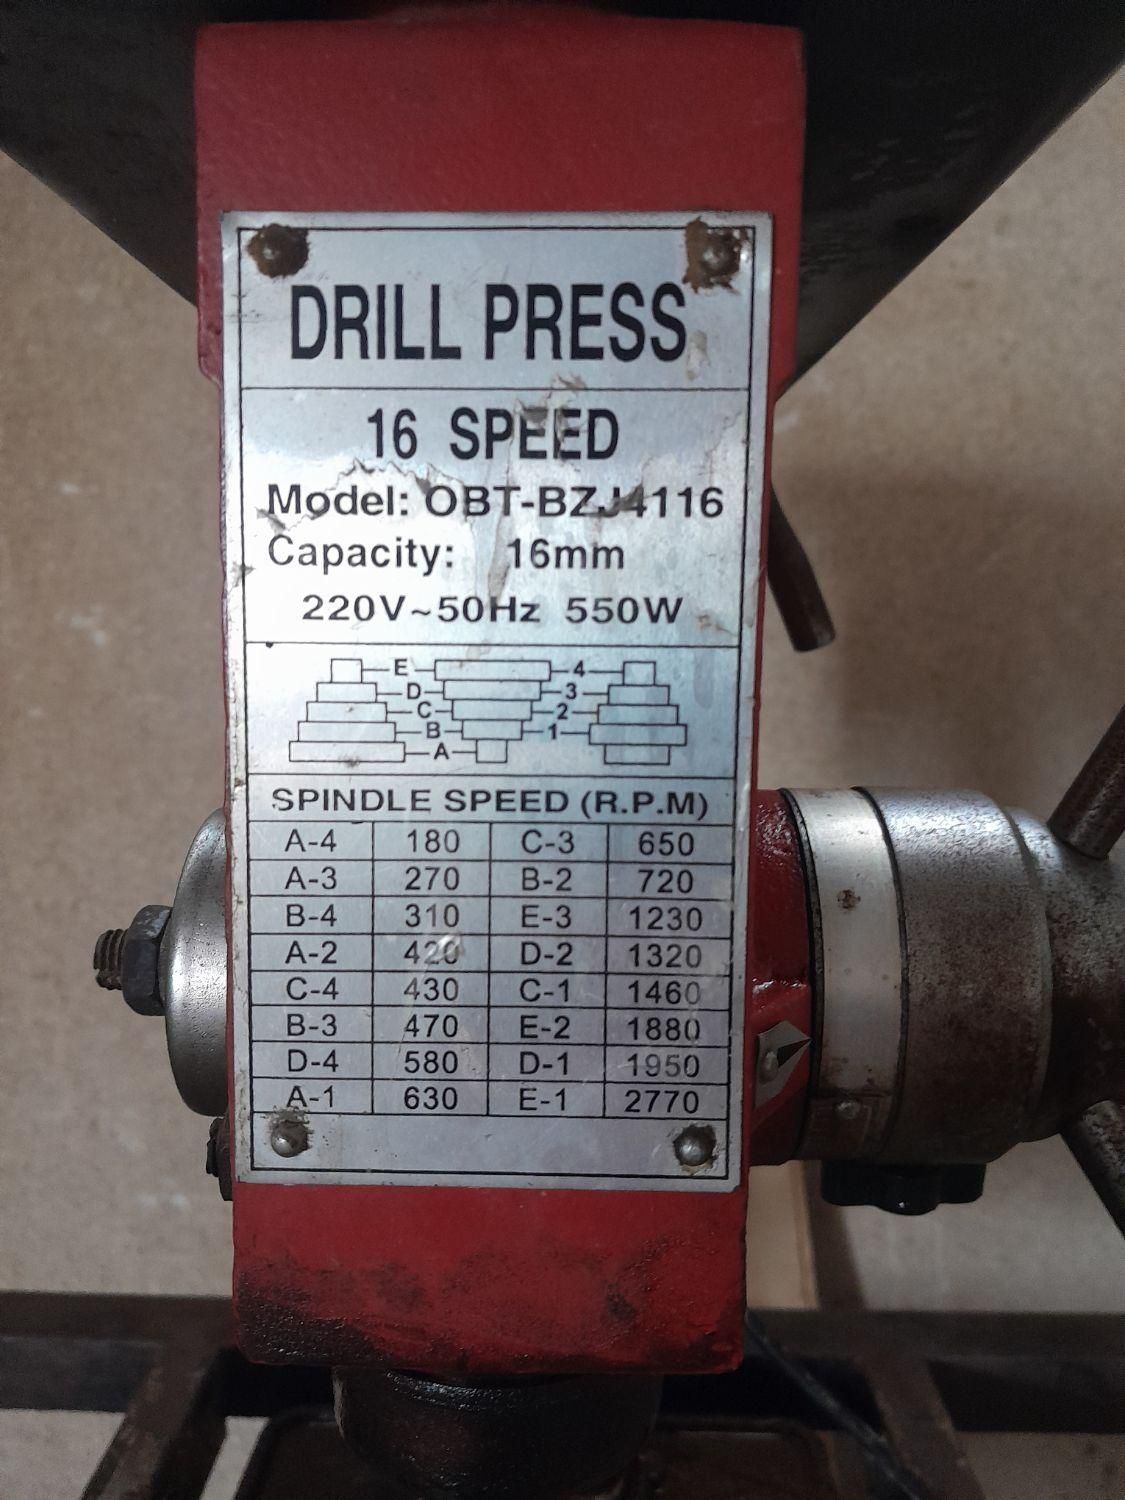 DRILL PRESS
16 SPEED
Model: OBT-BZJ4116
Capacity: 16mm
220V~50Hz 550W
E 4
D 3
C 2
B 1
A
SPINDLE SPEED (R.P.M)
A-4 180 C-3 650
A-3 270 B-2 720
B-4 310 E-3 1230
A-2 420 D-2 1320
C-4 430 C-1 1460
B-3 470 E-2 1880
D-4 580 D-1 1950
A-1 630 E-1 2770